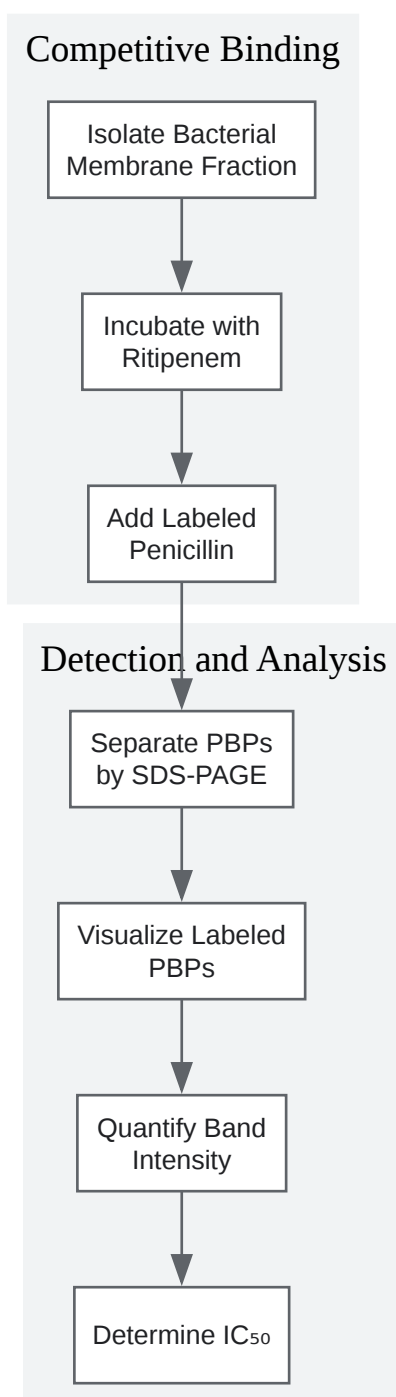 Competitive Binding
Isolate Bacterial
Membrane Fraction
Incubate with
Ritipenem
Add Labeled
Penicillin
Detection and Analysis
Separate PBPs
by SDS-PAGE
Visualize Labeled
PBPs
Quantify Band
Intensity
Determine IC₅₀